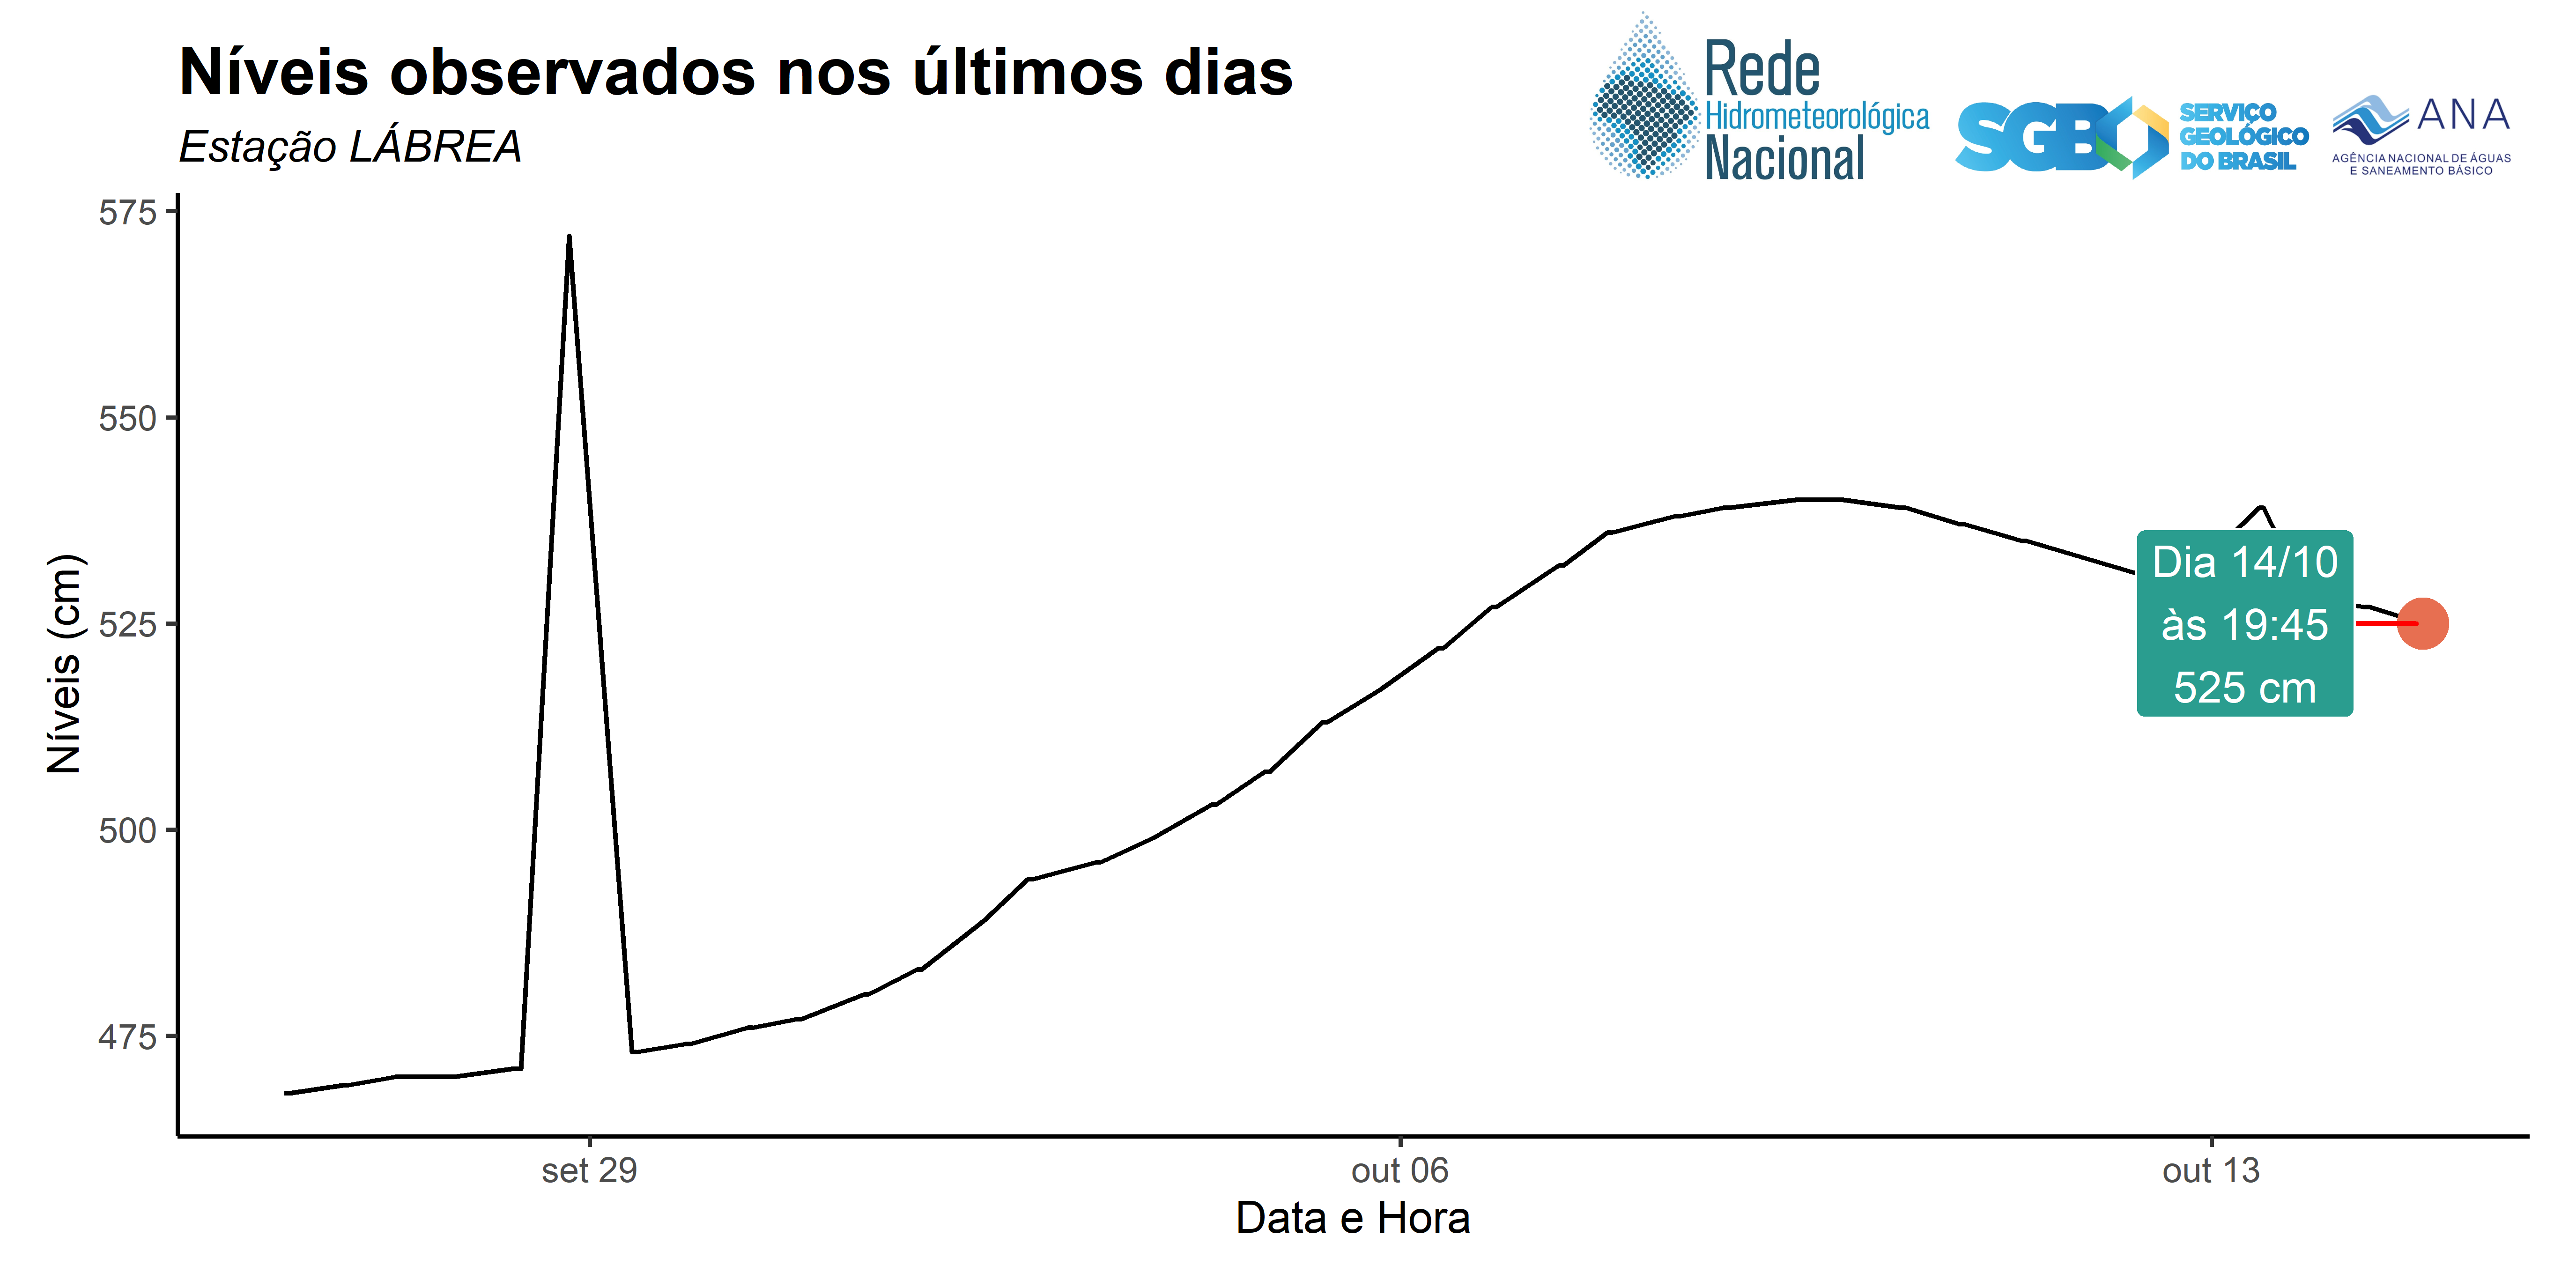 Níveis observados nos últimos dias
Estação LÁBREA
Rede
Hidrometeorológica
Nacional
SGB
SERVIÇO
GEOLÓGICO
DO BRASIL
ANA
AGÊNCIA NACIONAL DE ÁGUAS
E SANEAMENTO BÁSICO
Níveis (cm)
575
550
525
500
475
Dia 14/10
às 19:45
525 cm
set 29
out 06
out 13
Data e Hora